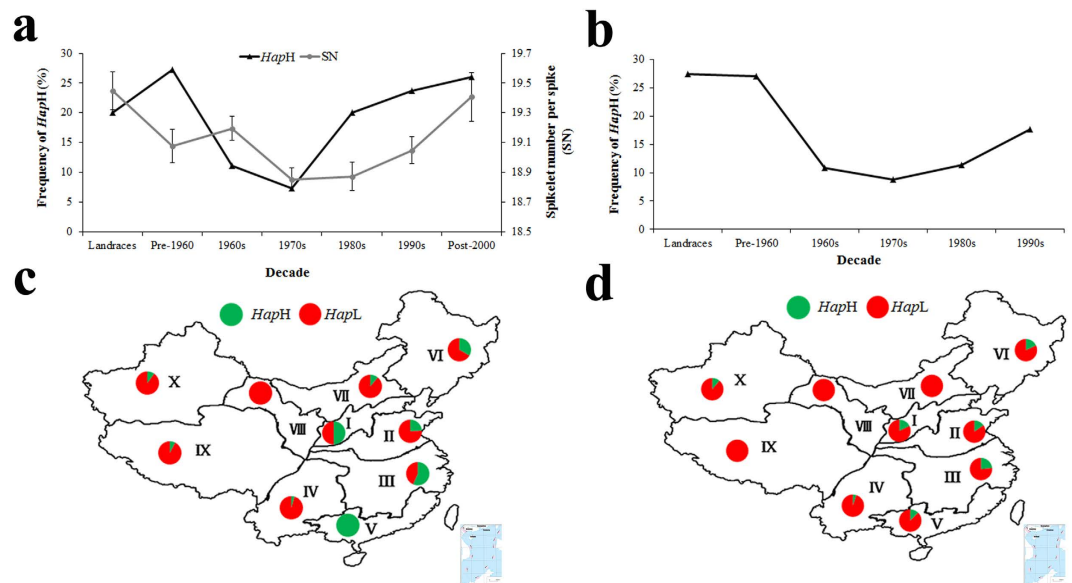 a
HapH SN
30
25
20
15
10
5
0
19.7
19.5
19.3
19.1
18.9
18.7
18.5
Frequency of HapH (%)
Spikelet number per spike
(SN)
Landraces Pre-1960 1960s 1970s 1980s 1990s Post-2000
Decade
b
30
25
20
15
10
5
0
Frequency of HapH (%)
Landraces Pre-1960 1960s 1970s 1980s 1990s
Decade
c
HapH HapL
VI
X
VII
I
VIII
II
IX
III
IV
V
d
HapH HapL
VI
X
VII
I
VIII
II
IX
III
IV
V